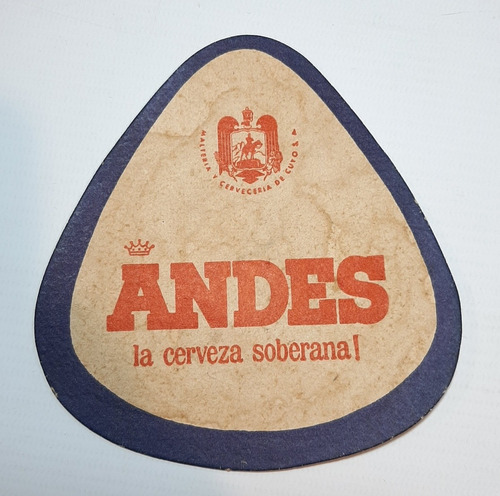 MALTERIA Y CERVECERIA DE CUYO S A
ANDES
la cerveza soberana!